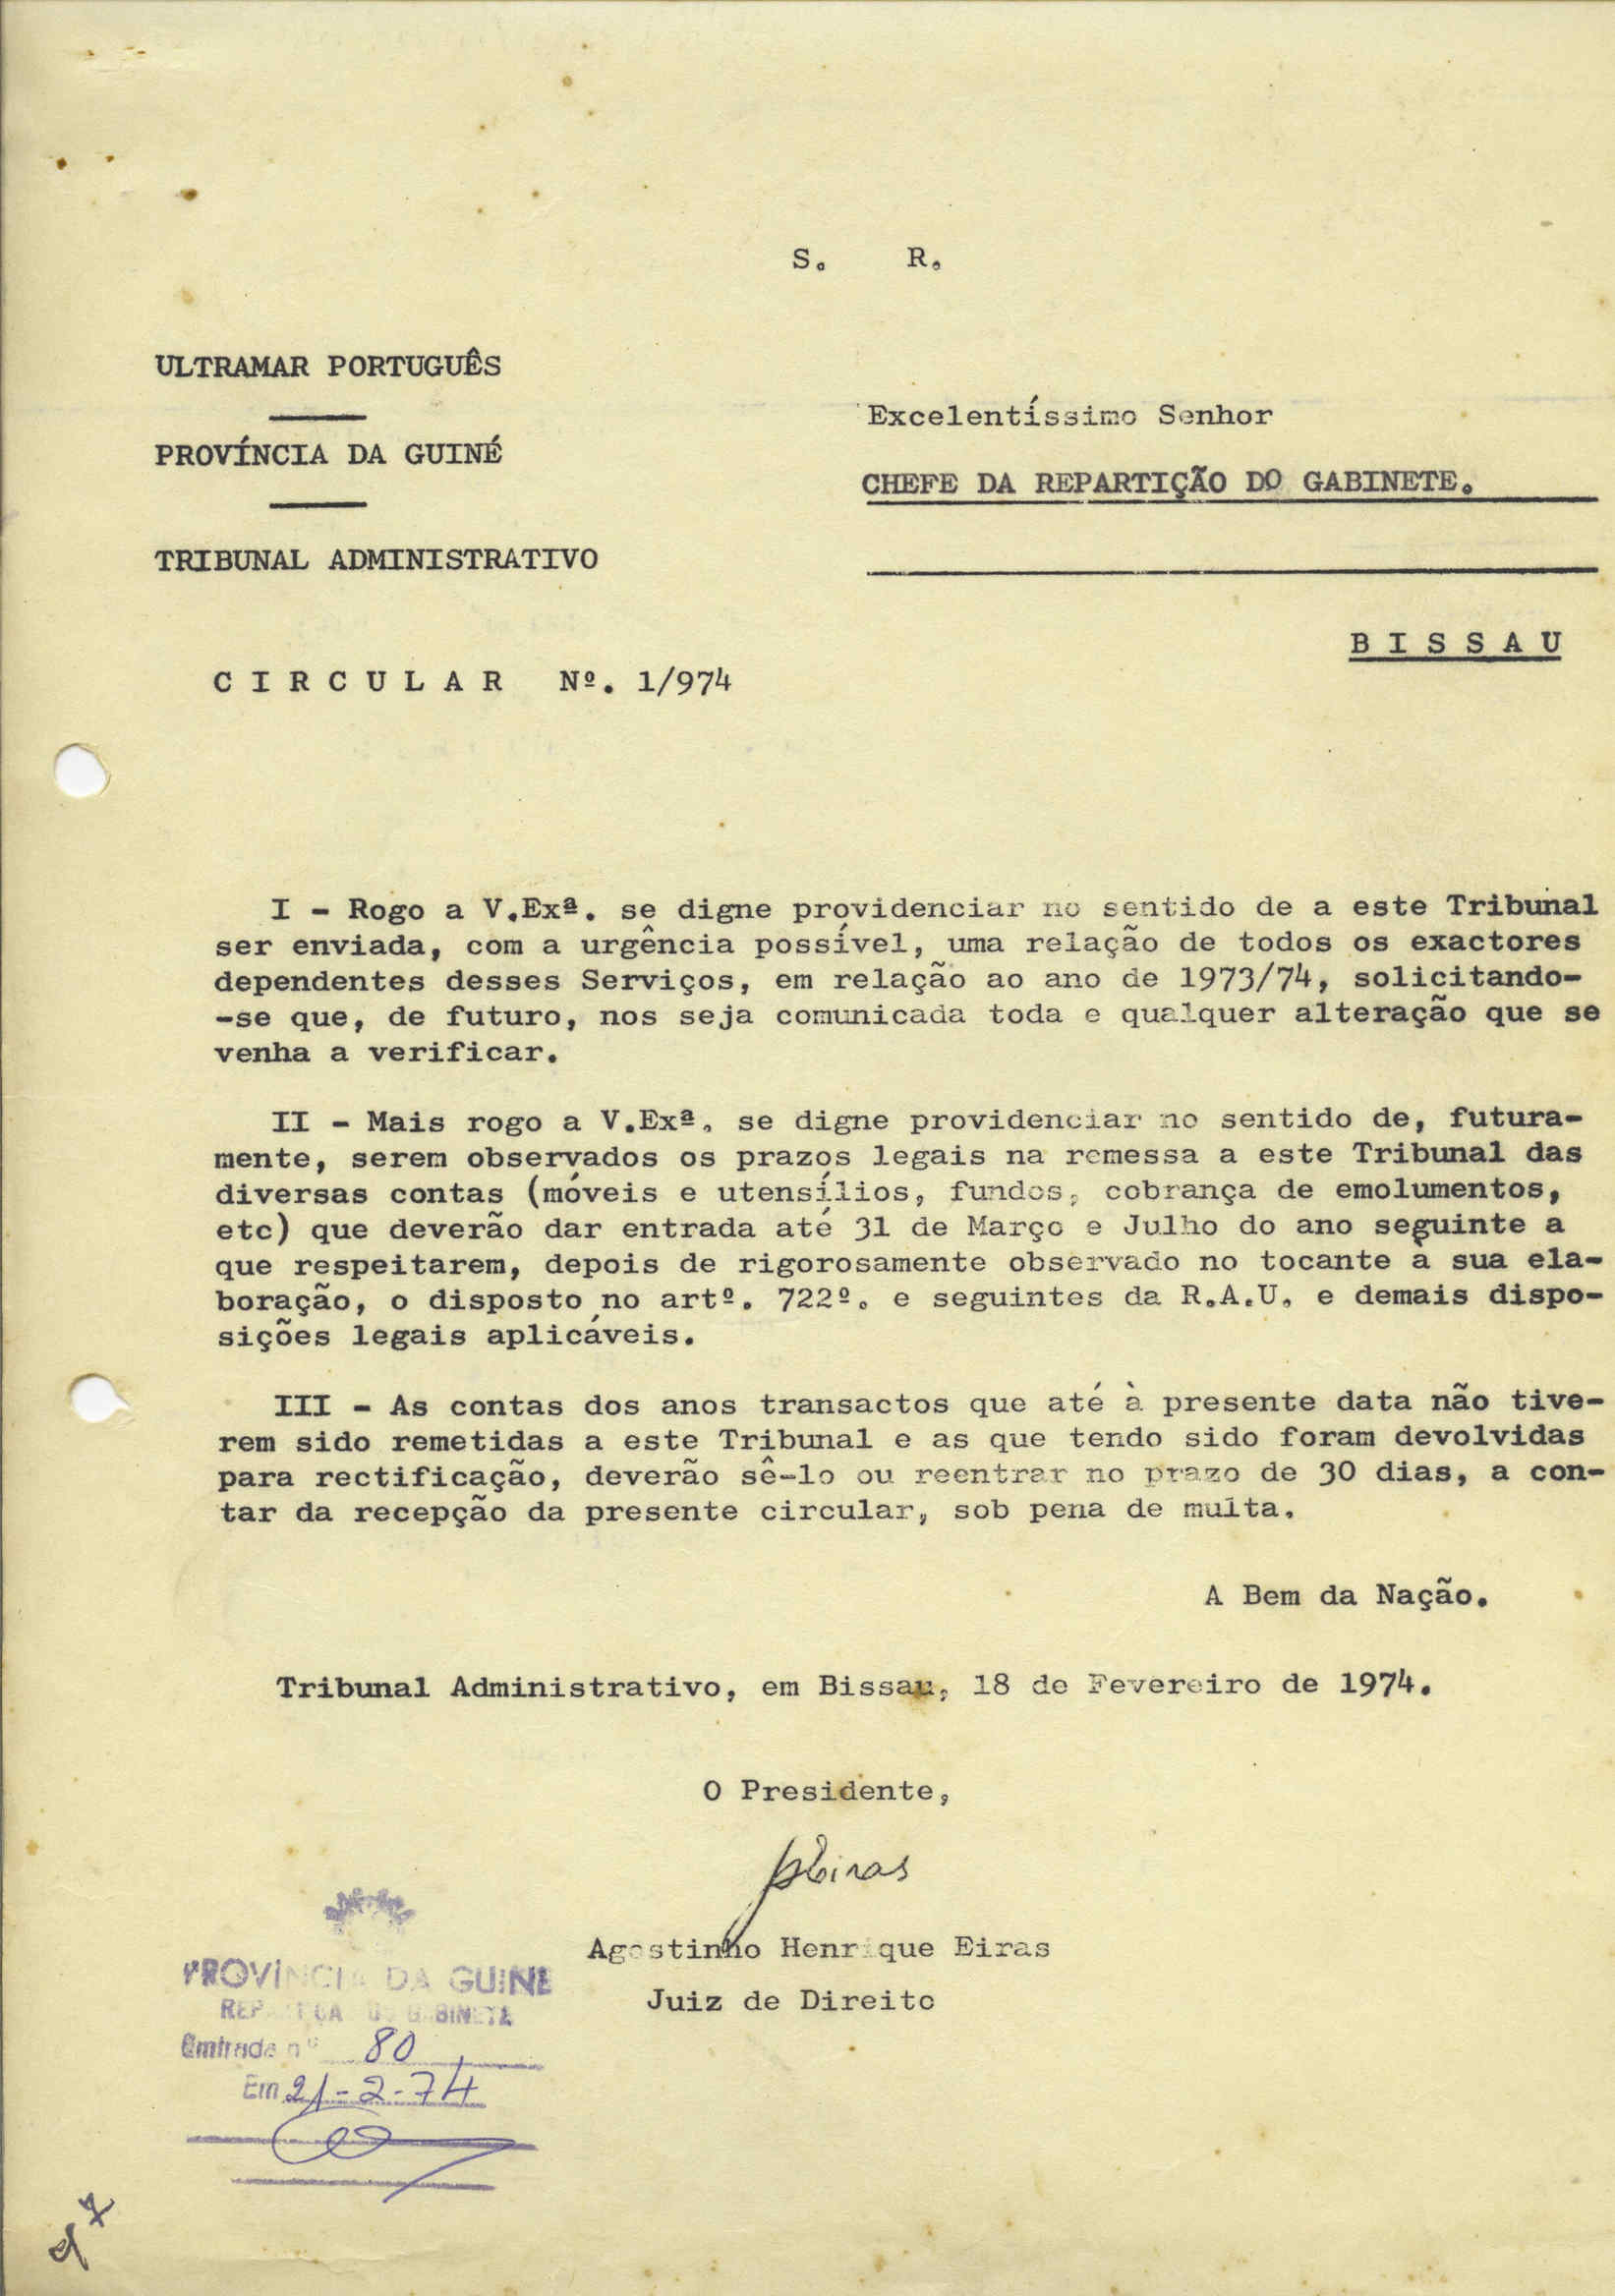 S. R.
ULTRAMAR PORTUGUÊS
PROVÍNCIA DA GUINÉ
TRIBUNAL ADMINISTRATIVO
Excelentíssimo Senhor
CHEFE DA REPARTIÇÃO DO GABINETE.
B I S S A U
C I R C U L A R Nº. 1/974
I - Rogo a V.Exª. se digne providenciar no sentido de a este Tribunal
ser enviada, com a urgência possível, uma relação de todos os exactores
dependentes desses Serviços, em relação ao ano de 1973/74, solicitando-
-se que, de futuro, nos seja comunicada toda e qualquer alteração que se
venha a verificar.
II - Mais rogo a V.Exª. se digne providenciar no sentido de, futura-
mente, serem observados os prazos legais na remessa a este Tribunal das
diversas contas (móveis e utensílios, fundos, cobrança de emolumentos,
etc) que deverão dar entrada até 31 de Março e Julho do ano seguinte a
que respeitarem, depois de rigorosamente observado no tocante à sua ela-
boração, o disposto no artº. 722º. e seguintes da R.A.U. e demais dispo-
sições legais aplicáveis.
III - As contas dos anos transactos que até à presente data não tive-
rem sido remetidas a este Tribunal e as que tendo sido foram devolvidas
para rectificação, deverão sê-lo ou reentrar no prazo de 30 dias, a con-
tar da recepção da presente circular, sob pena de multa.
A Bem da Nação.
Tribunal Administrativo, em Bissau, 18 de Fevereiro de 1974.
O Presidente,
Eiras
Agostinho Henrique Eiras
Juiz de Direito
PROVÍNCIA DA GUINE
REPARTIÇÃO DO GABINETE
Entrada nº 80
Em 21-2-74